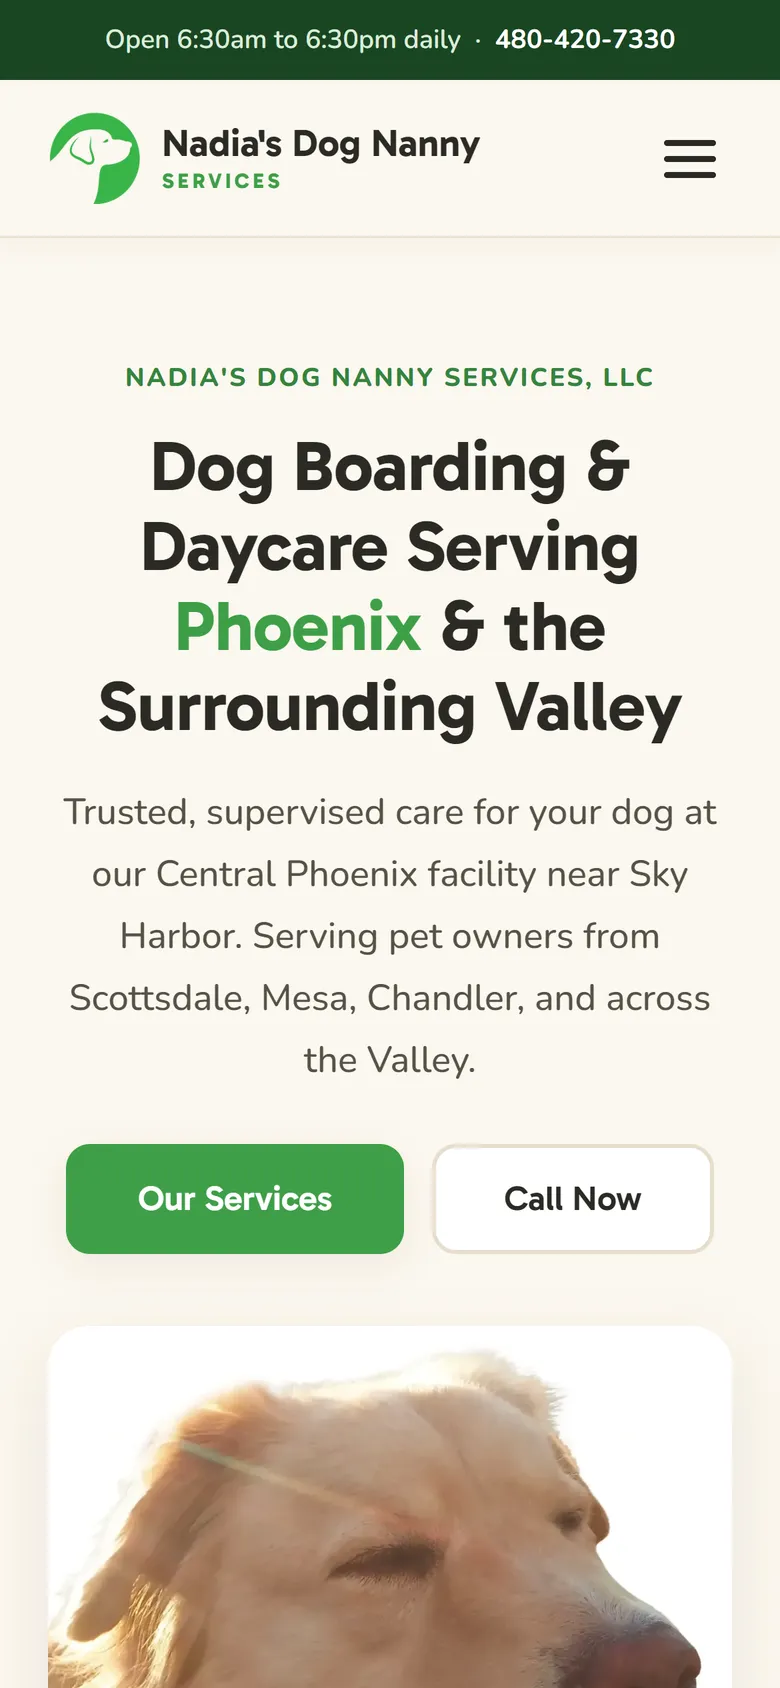 Open 6:30am to 6:30pm daily · 480-420-7330
Nadia's Dog Nanny
SERVICES
NADIA'S DOG NANNY SERVICES, LLC
Dog Boarding &
Daycare Serving
Phoenix & the
Surrounding Valley
Trusted, supervised care for your dog at
our Central Phoenix facility near Sky
Harbor. Serving pet owners from
Scottsdale, Mesa, Chandler, and across
the Valley.
Our Services
Call Now